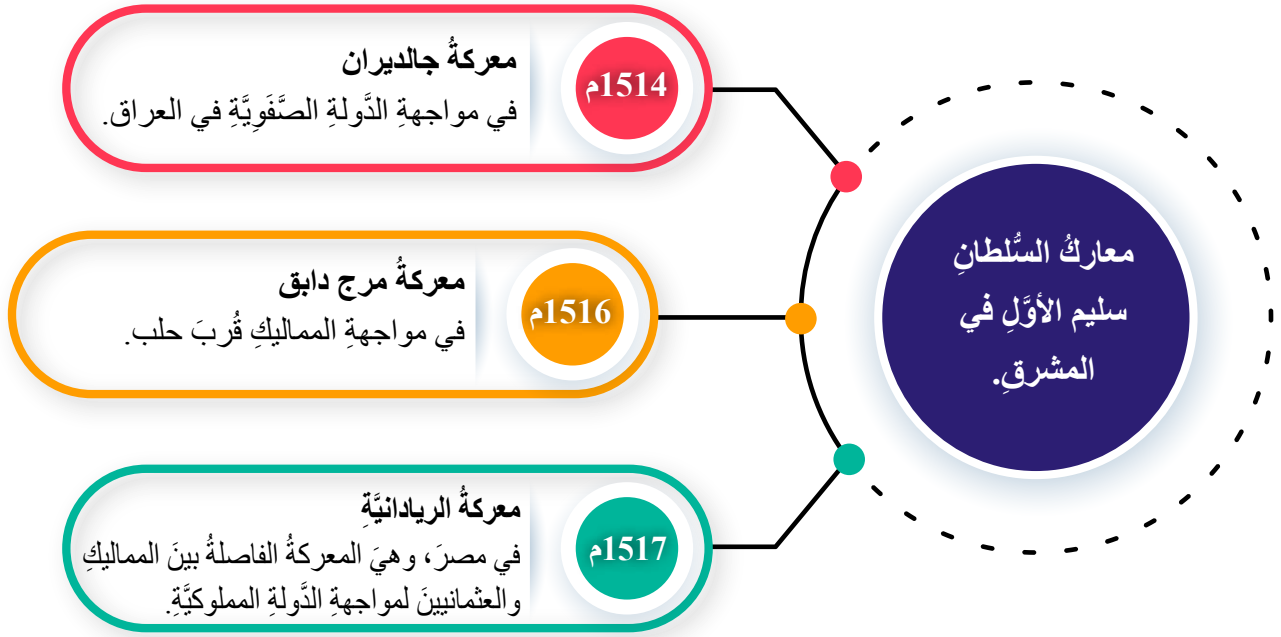 معاركُ السُّلطانِ
سليم الأوَّلِ في
المشرقِ.
1514م
معركةُ جالديران
في مواجهةِ الدَّولةِ الصَّفَوِيَّةِ في العراق.
1516م
معركةُ مرج دابق
في مواجهةِ المماليكِ قُربَ حلب.
1517م
معركةُ الريادانيَّةِ
في مصرَ، وهيَ المعركةُ الفاصلةُ بينَ المماليكِ
والعثمانيينَ لمواجهةِ الدَّولةِ المملوكيَّةِ.